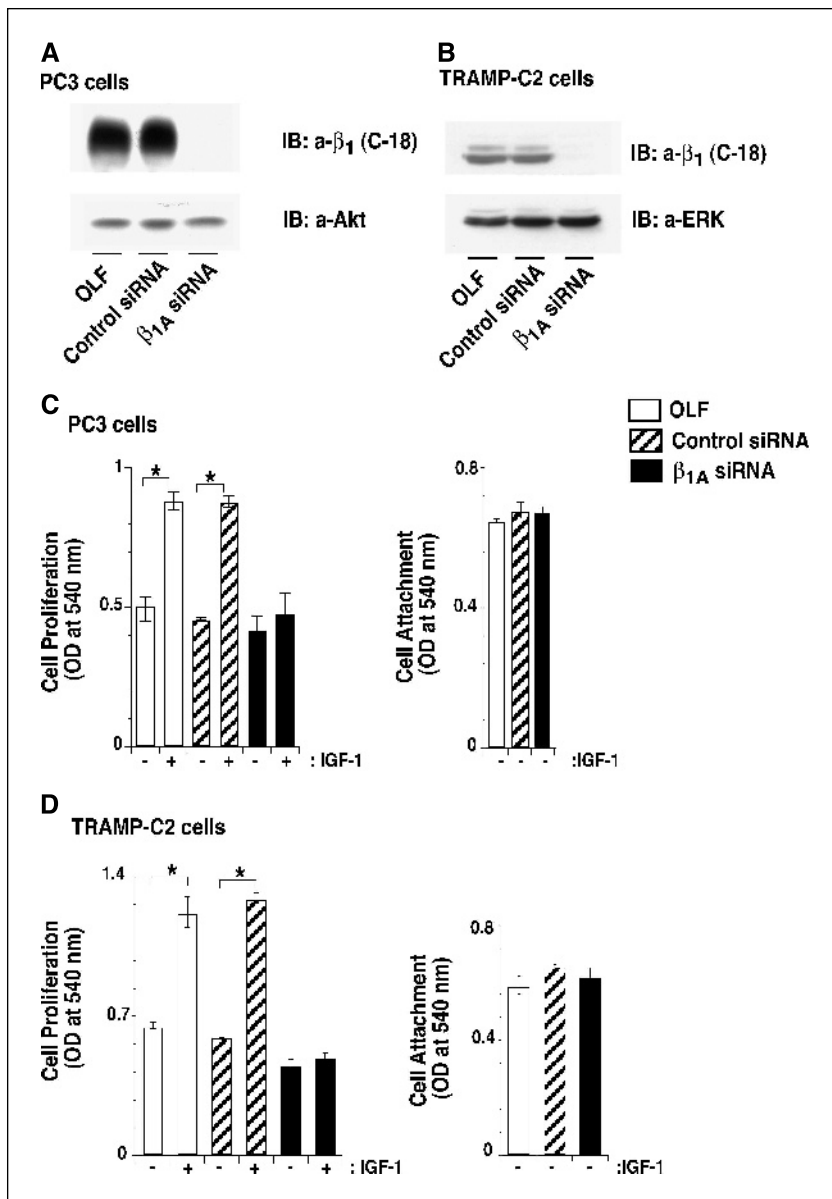 A
PC3 cells
IB: a-β1 (C-18)
IB: a-Akt
OLF
Control siRNA
β1A siRNA
B
TRAMP-C2 cells
IB: a-β1 (C-18)
IB: a-ERK
OLF
Control siRNA
β1A siRNA
C
PC3 cells
OLF
Control siRNA
β1A siRNA
Cell Proliferation
(OD at 540 nm)
1
0.5
0
* *
- + - + - + : IGF-1
Cell Attachment
(OD at 540 nm)
0.8
0.4
0
- - - :IGF-1
D
TRAMP-C2 cells
Cell Proliferation
(OD at 540 nm)
1.4
0.7
0
* *
- + - + - + : IGF-1
Cell Attachment
(OD at 540 nm)
0.8
0.4
0
- - - :IGF-1